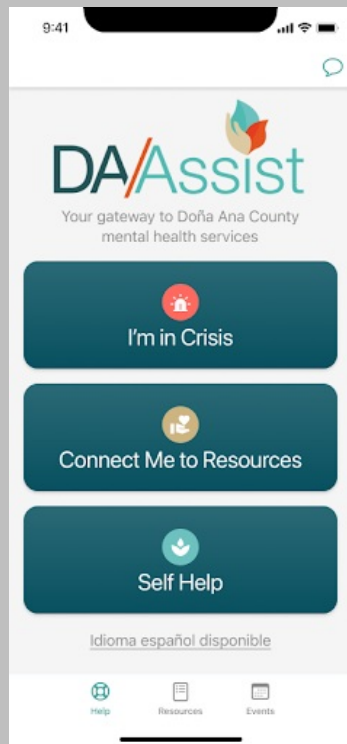 9:41
DA/Assist
Your gateway to Doña Ana County
mental health services
I'm in Crisis
Connect Me to Resources
Self Help
Idioma español disponible
Help Resources Events